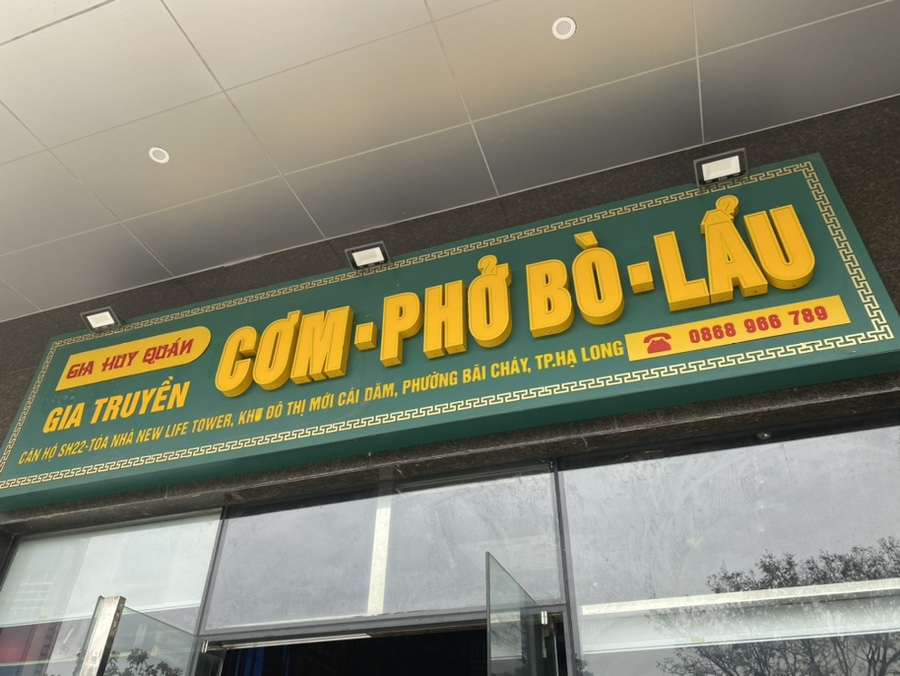 GIA HUY QUÁN
GIA TRUYỀN
CƠM · PHỞ BÒ · LẨU
CĂN HỘ SH22-TÒA NHÀ NEW LIFE TOWER, KHU ĐÔ THỊ MỚI CÁI DĂM, PHƯỜNG BÃI CHÁY, TP.HẠ LONG
☎ 0868 966 789